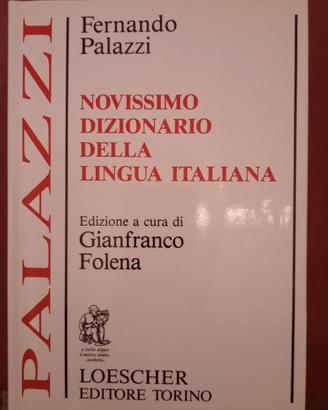 PALAZZI
Fernando
Palazzi
NOVISSIMO
DIZIONARIO
DELLA
LINGUA ITALIANA
Edizione a cura di
Gianfranco
Folena
LOESCHER
EDITORE TORINO